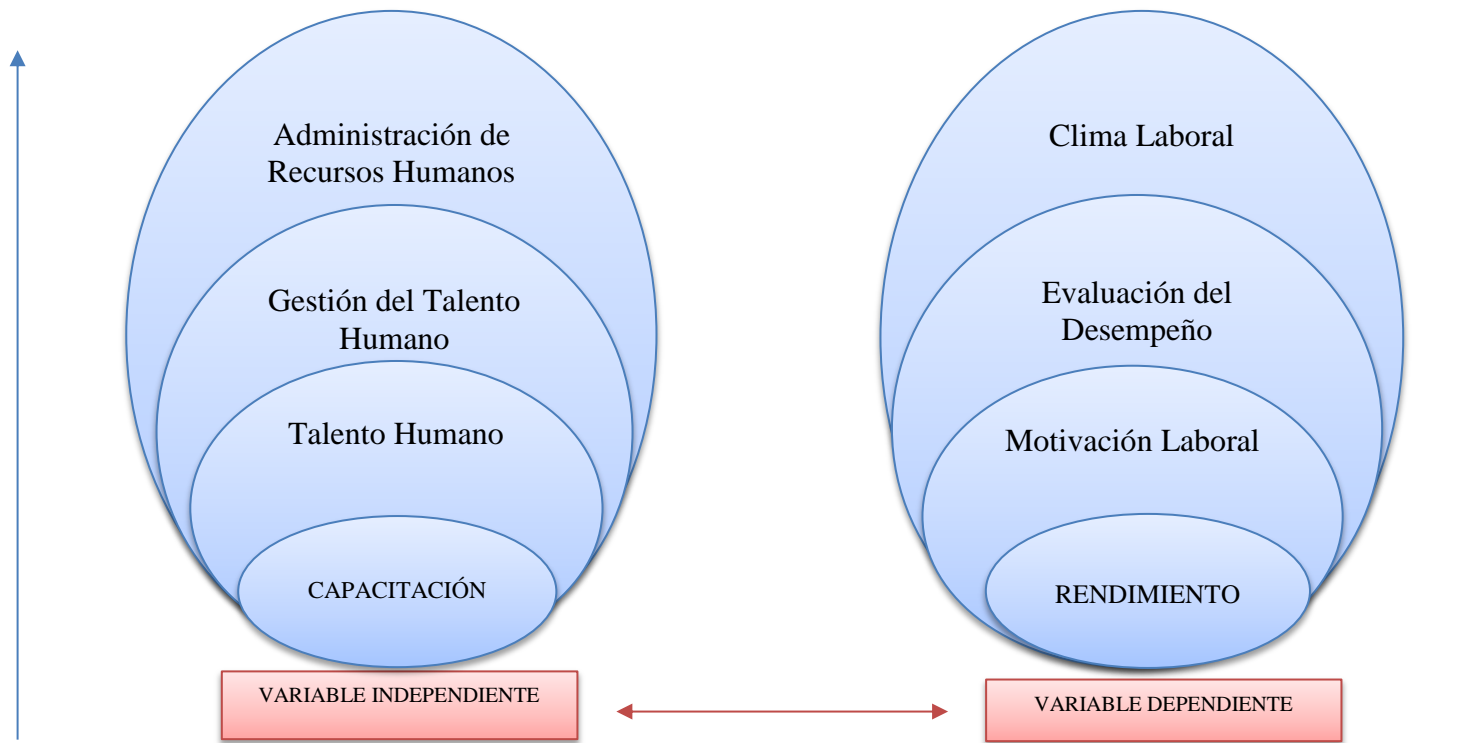 Administración de
Recursos Humanos
Gestión del Talento
Humano
Talento Humano
CAPACITACIÓN
VARIABLE INDEPENDIENTE
Clima Laboral
Evaluación del
Desempeño
Motivación Laboral
RENDIMIENTO
VARIABLE DEPENDIENTE